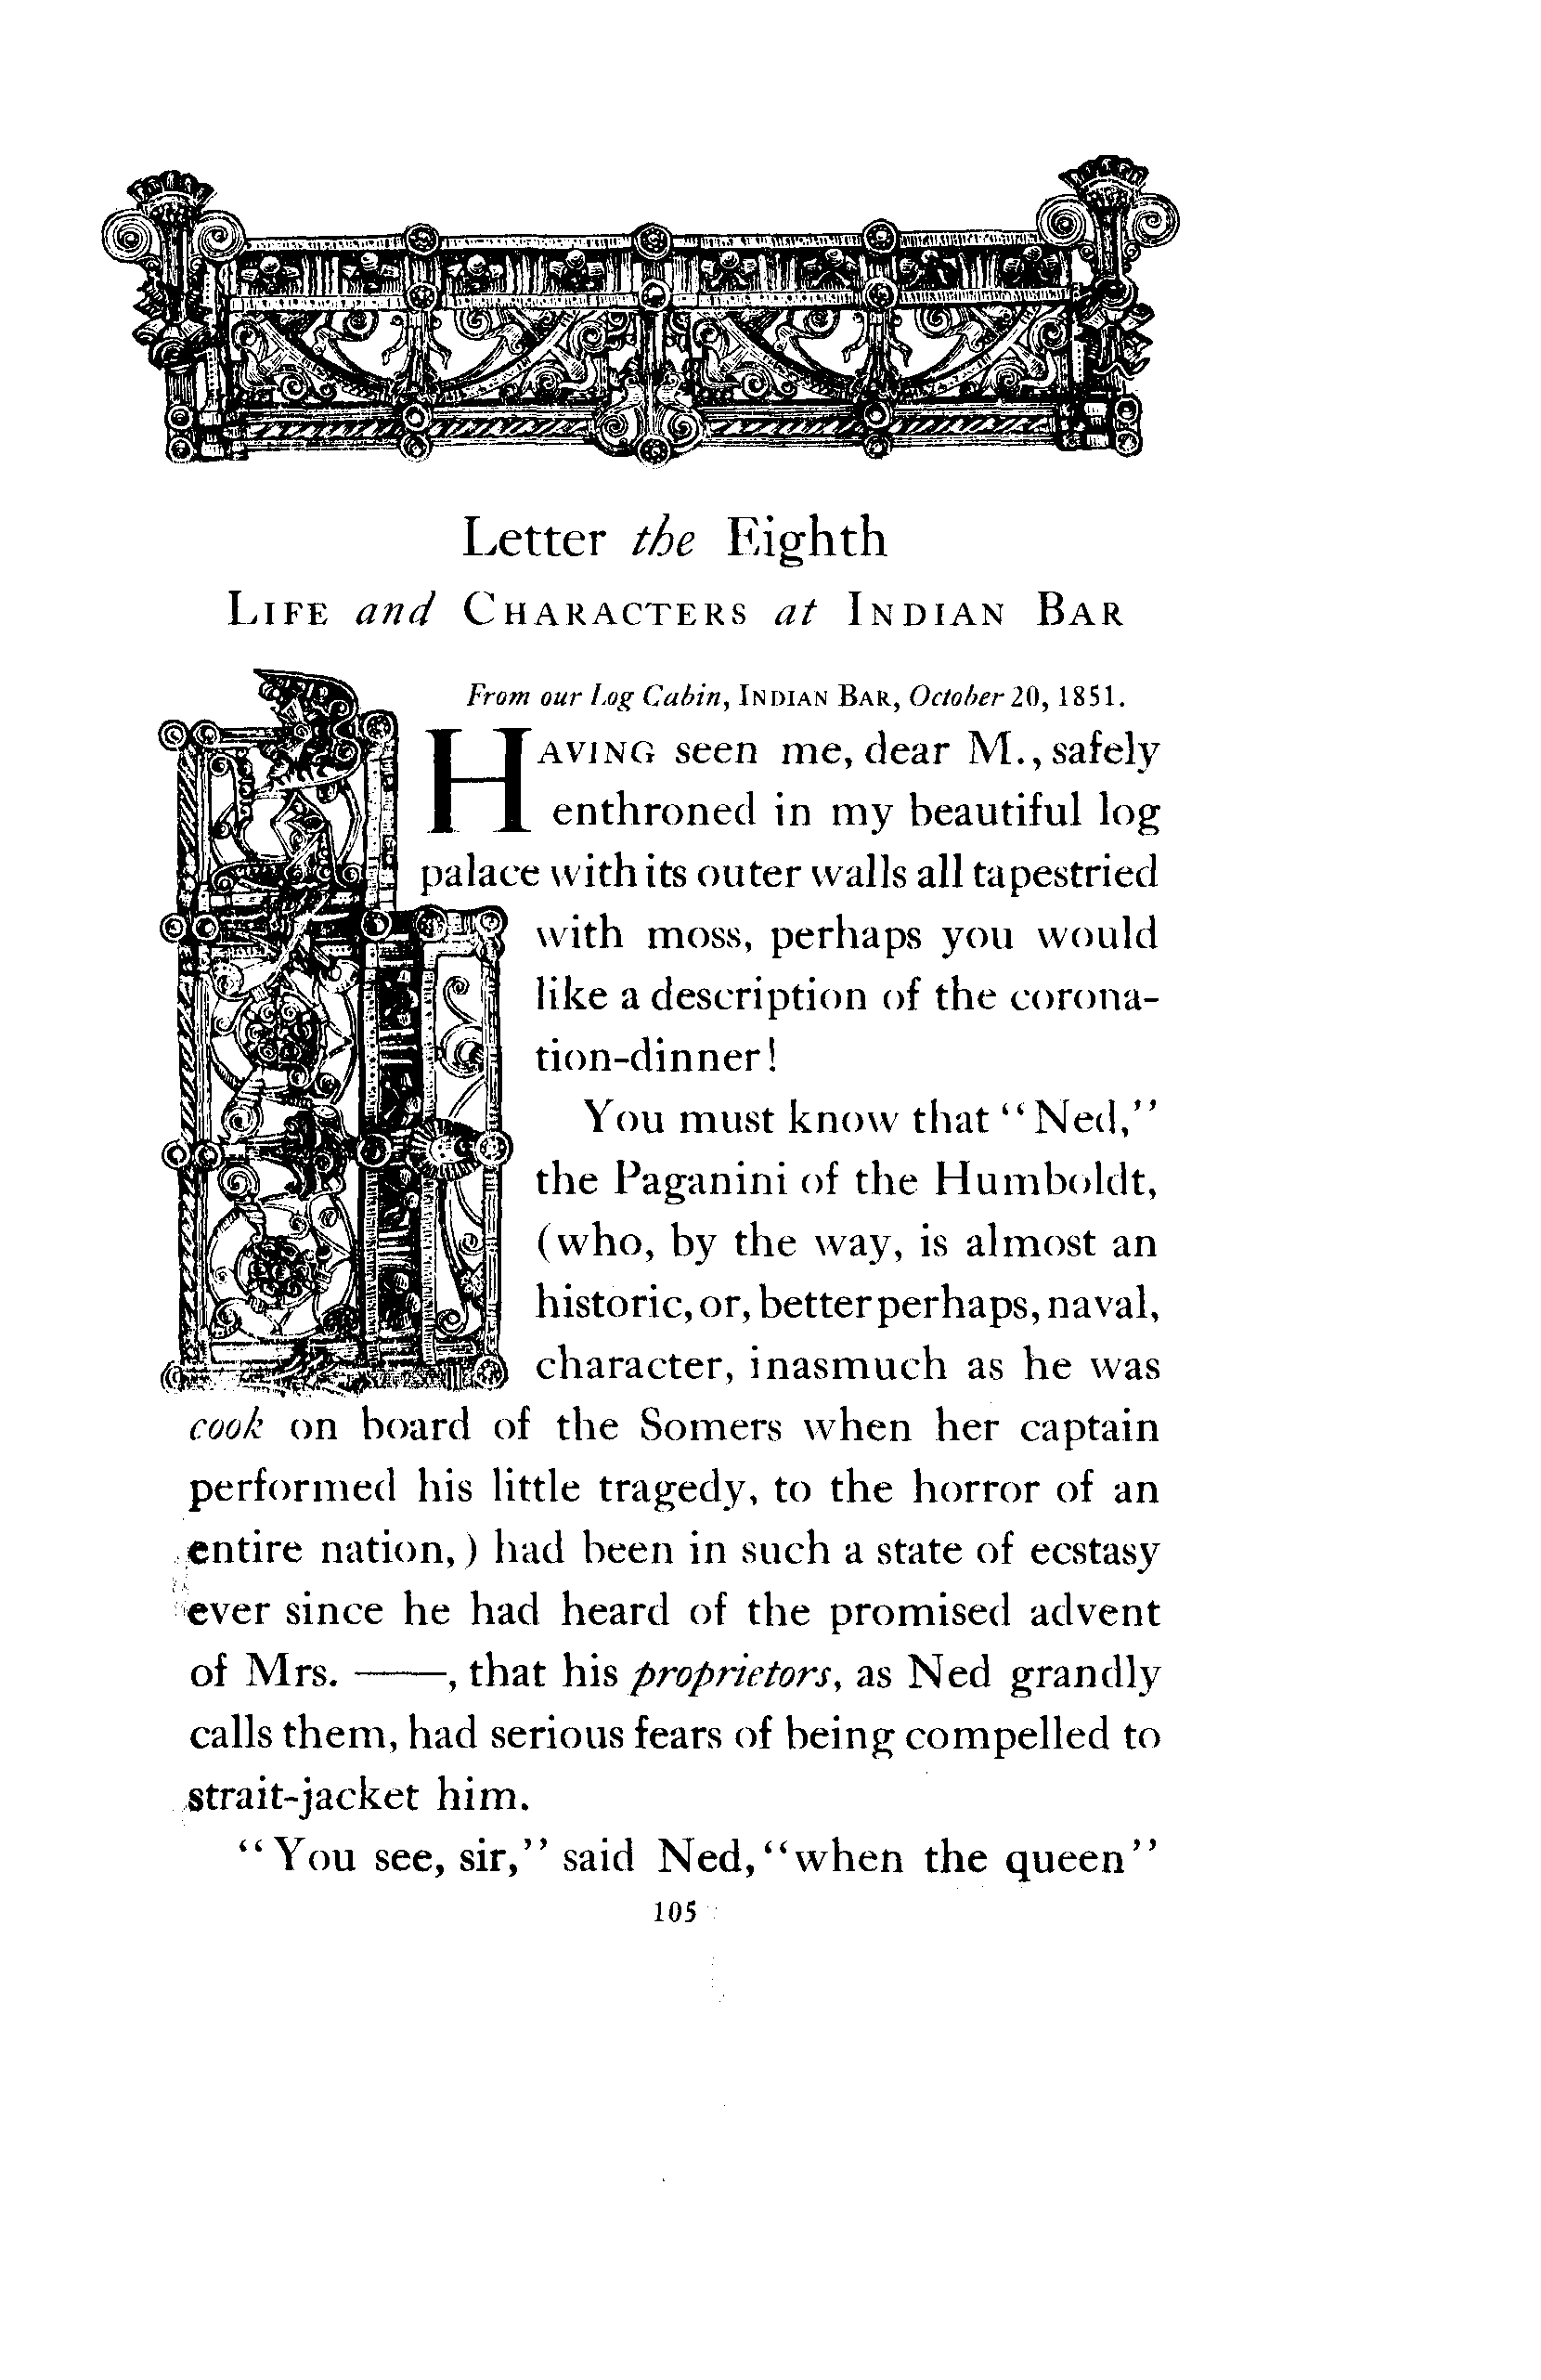 Letter the Eighth
LIFE and CHARACTERS at INDIAN BAR
From our Log Cabin, INDIAN BAR, October 20, 1851.
HAVING seen me, dear M., safely
enthroned in my beautiful log
palace with its outer walls all tapestried
with moss, perhaps you would
like a description of the corona-
tion-dinner!
You must know that “Ned,”
the Paganini of the Humboldt,
(who, by the way, is almost an
historic, or, better perhaps, naval,
character, inasmuch as he was
cook on board of the Somers when her captain
performed his little tragedy, to the horror of an
entire nation,) had been in such a state of ecstasy
ever since he had heard of the promised advent
of Mrs. ——, that his proprietors, as Ned grandly
calls them, had serious fears of being compelled to
strait-jacket him.
“You see, sir,” said Ned, “when the queen”
105